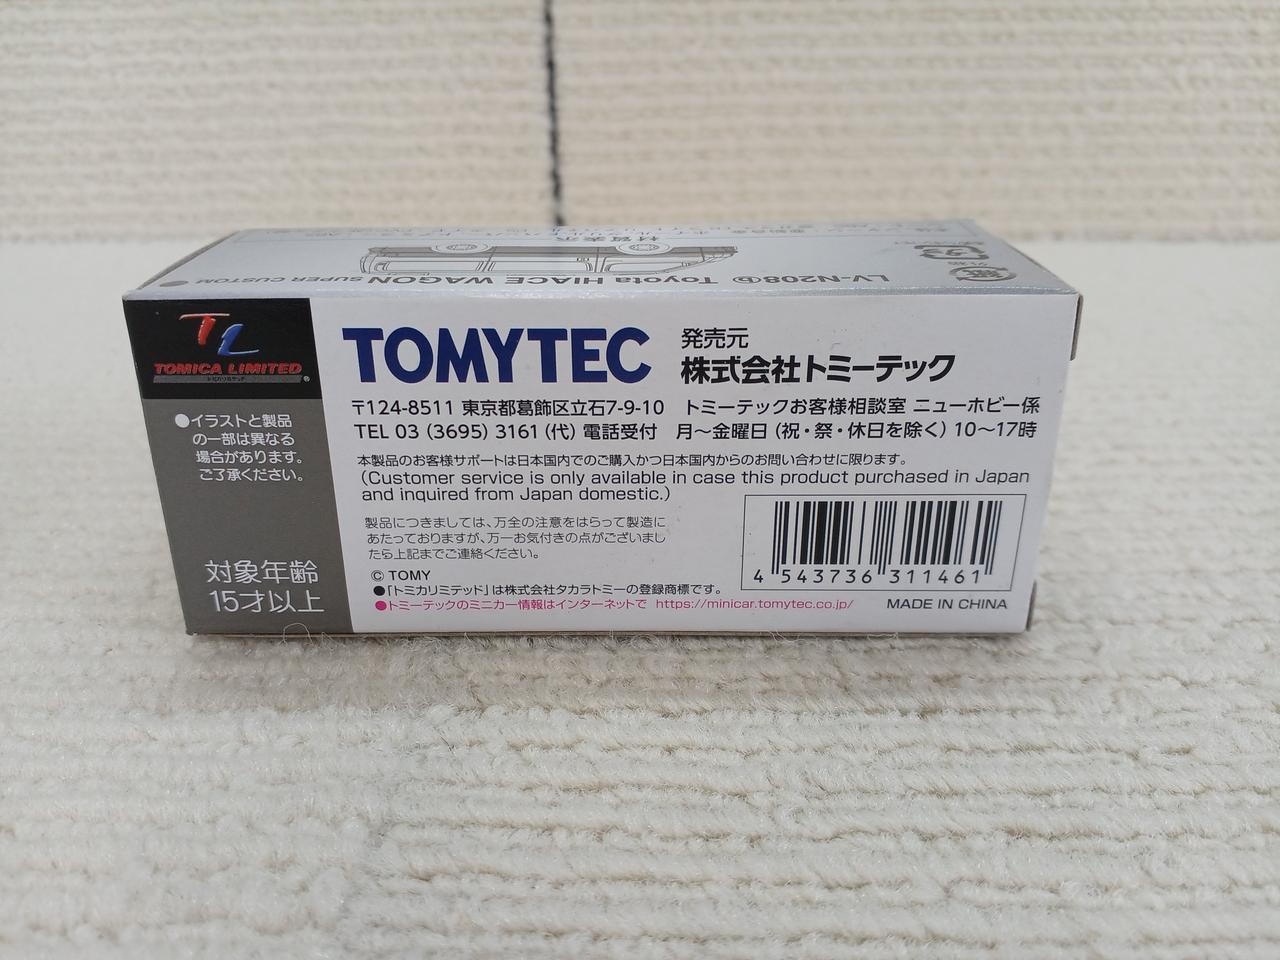 材質表示
LV-N208b Toyota HIACE WAGON SUPER CUSTOM
紙
TL
TOMICA LIMITED
トミカリミテッド
®
●イラストと製品
の一部は異なる
場合があります。
ご了承ください。
対象年齢
15才以上
TOMYTEC
発売元
株式会社トミーテック
〒124-8511 東京都葛飾区立石7-9-10 トミーテックお客様相談室 ニューホビー係
TEL 03 (3695) 3161 (代) 電話受付 月〜金曜日 (祝・祭・休日を除く) 10〜17時
本製品のお客様サポートは日本国内でのご購入かつ日本国内からのお問い合わせに限ります。
(Customer service is only available in case this product purchased in Japan
and inquired from Japan domestic.)
製品につきましては、万全の注意をはらって製造に
あたっておりますが、万一お気付きの点がございまし
たら上記までご連絡ください。
© TOMY
●「トミカリミテッド」は株式会社タカラトミーの登録商標です。
●トミーテックのミニカー情報はインターネットで https://minicar.tomytec.co.jp/
4 543736 311461
MADE IN CHINA